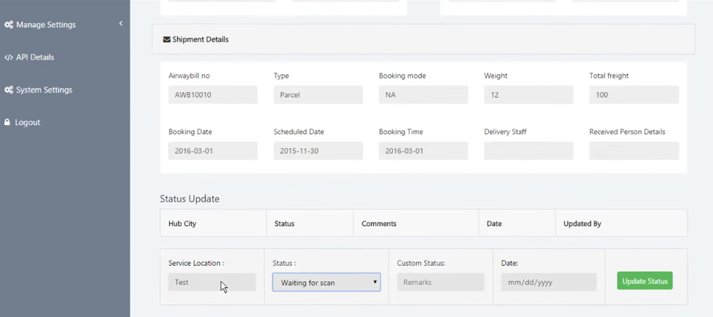 Manage Settings
API Details
System Settings
Logout
Shipment Details
Airwaybill no Type Booking mode Weight Total freight
AWB10010 Parcel NA 12 100
Booking Date Scheduled Date Booking Time Delivery Staff Received Person Details
2016-03-01 2015-11-30 2016-03-01
Status Update
Hub City Status Comments Date Updated By
Service Location : Status : Custom Status: Date:
Test Waiting for scan Remarks mm/dd/yyyy Update Status